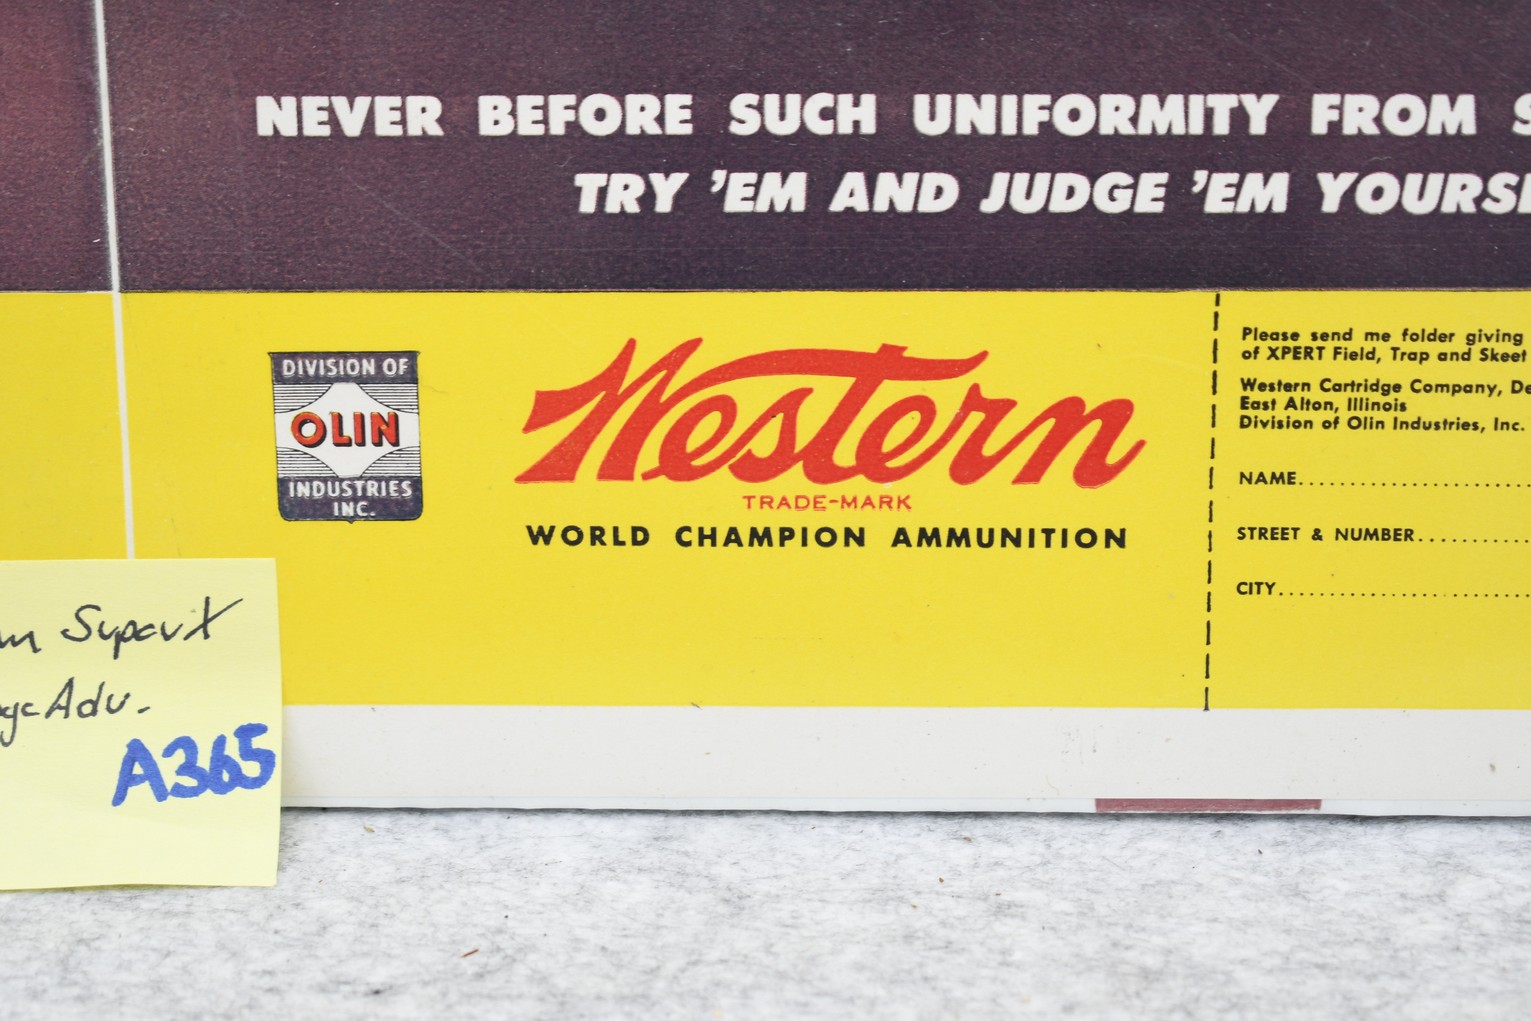 NEVER BEFORE SUCH UNIFORMITY FROM
TRY 'EM AND JUDGE 'EM
DIVISION OF
OLIN
INDUSTRIES
INC.
Western
TRADE-MARK
WORLD CHAMPION AMMUNITION
Please send me folder giving
of XPERT Field, Trap and Skeet
Western Cartridge Company,
East Alton, Illinois
Division of Olin Industries, Inc.
NAME
STREET & NUMBER
CITY
SuperX
Adv.
A365